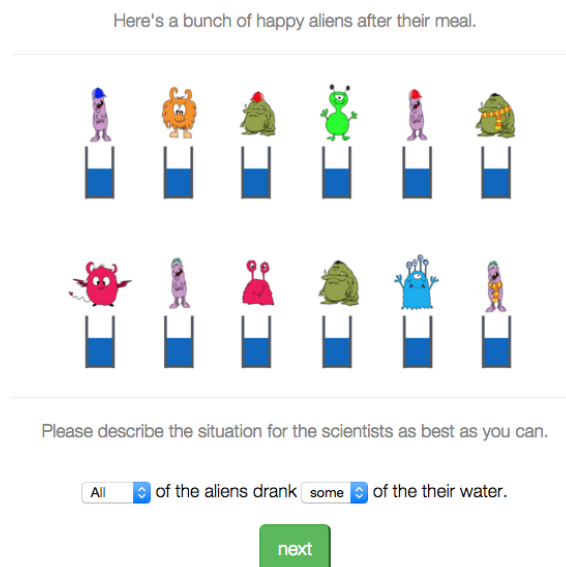 Here's a bunch of happy aliens after their meal.
Please describe the situation for the scientists as best as you can.
All of the aliens drank some of the their water.
next